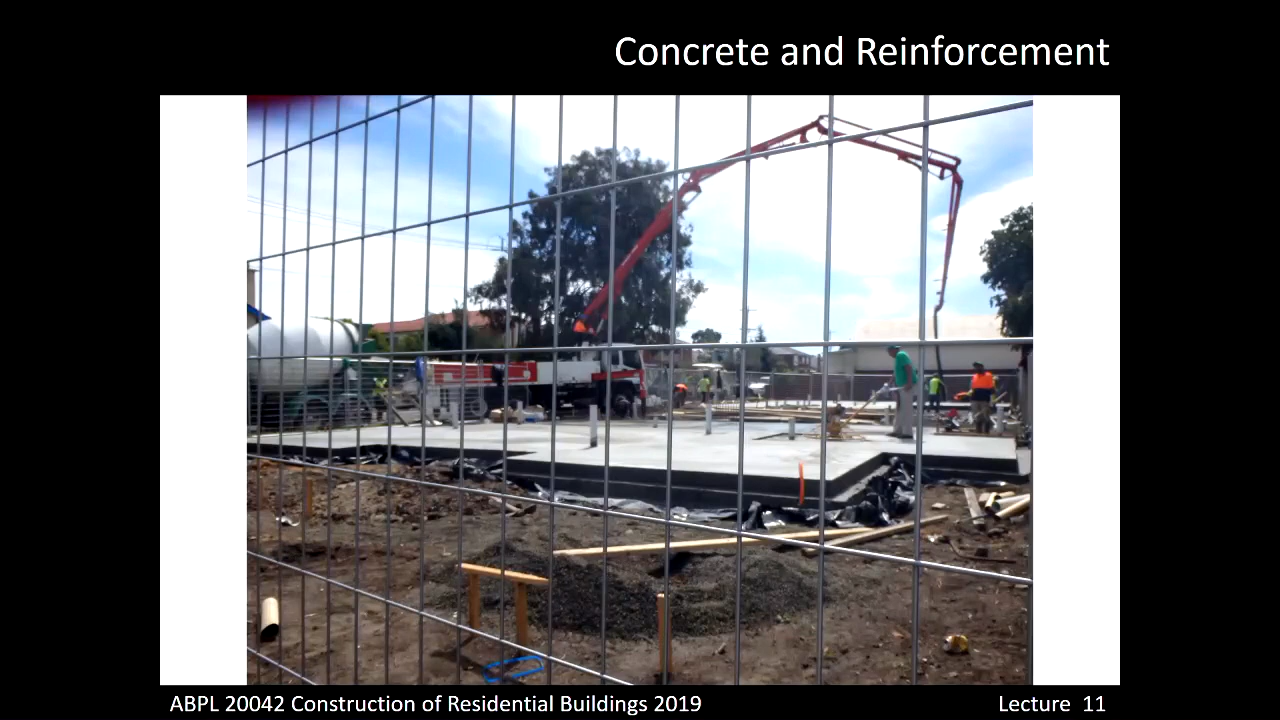 Concrete and Reinforcement
ABPL 20042 Construction of Residential Buildings 2019
Lecture 11